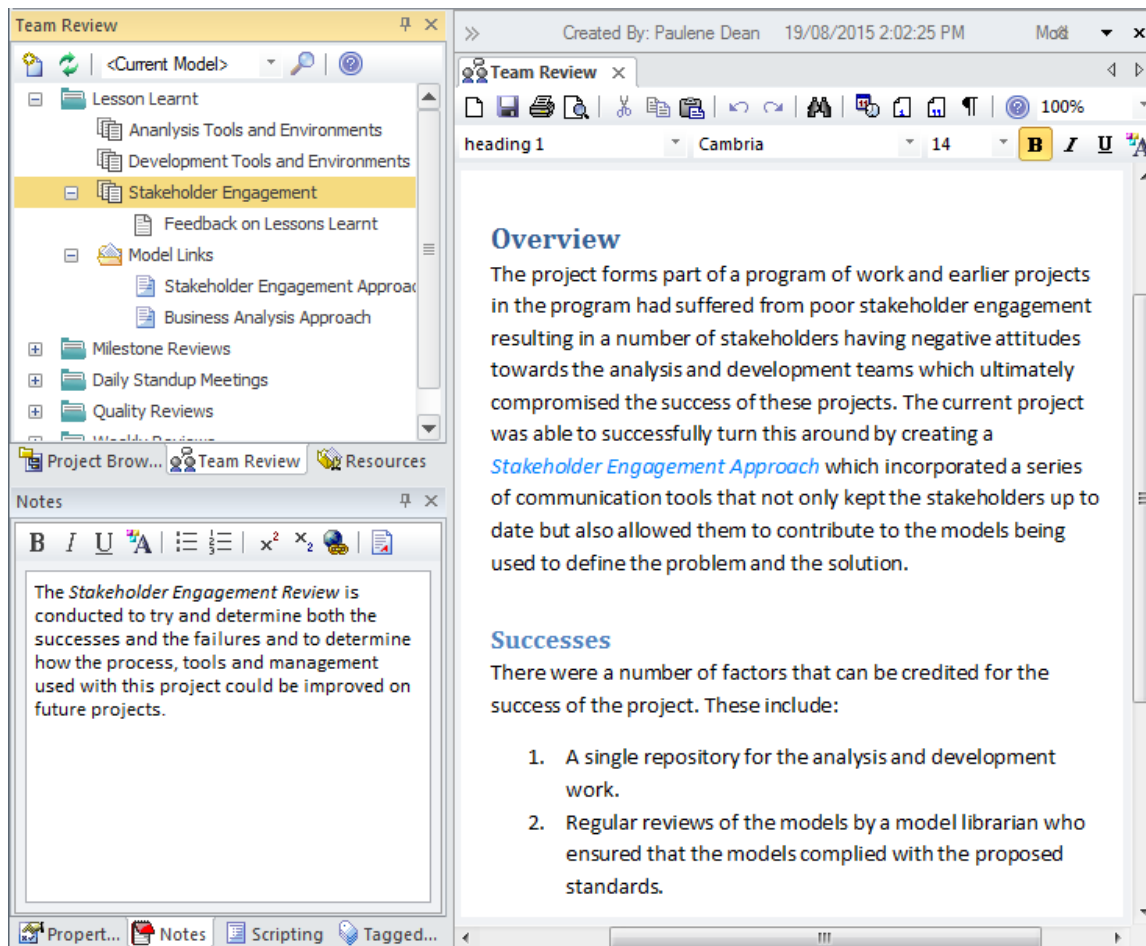 Team Review
<Current Model>
Lesson Learnt
Ananlysis Tools and Environments
Development Tools and Environments
Stakeholder Engagement
Feedback on Lessons Learnt
Model Links
Stakeholder Engagement Approac
Business Analysis Approach
Milestone Reviews
Daily Standup Meetings
Quality Reviews
Weekly Reviews
Project Brow... Team Review Resources
Notes
B I U A x² x₂
The Stakeholder Engagement Review is
conducted to try and determine both the
successes and the failures and to determine
how the process, tools and management
used with this project could be improved on
future projects.
Propert... Notes Scripting Tagged...
Created By: Paulene Dean 19/08/2015 2:02:25 PM
Team Review
100%
heading 1 Cambria 14 B I U A
Overview
The project forms part of a program of work and earlier projects
in the program had suffered from poor stakeholder engagement
resulting in a number of stakeholders having negative attitudes
towards the analysis and development teams which ultimately
compromised the success of these projects. The current project
was able to successfully turn this around by creating a
Stakeholder Engagement Approach which incorporated a series
of communication tools that not only kept the stakeholders up to
date but also allowed them to contribute to the models being
used to define the problem and the solution.
Successes
There were a number of factors that can be credited for the
success of the project. These include:
1. A single repository for the analysis and development
work.
2. Regular reviews of the models by a model librarian who
ensured that the models complied with the proposed
standards.